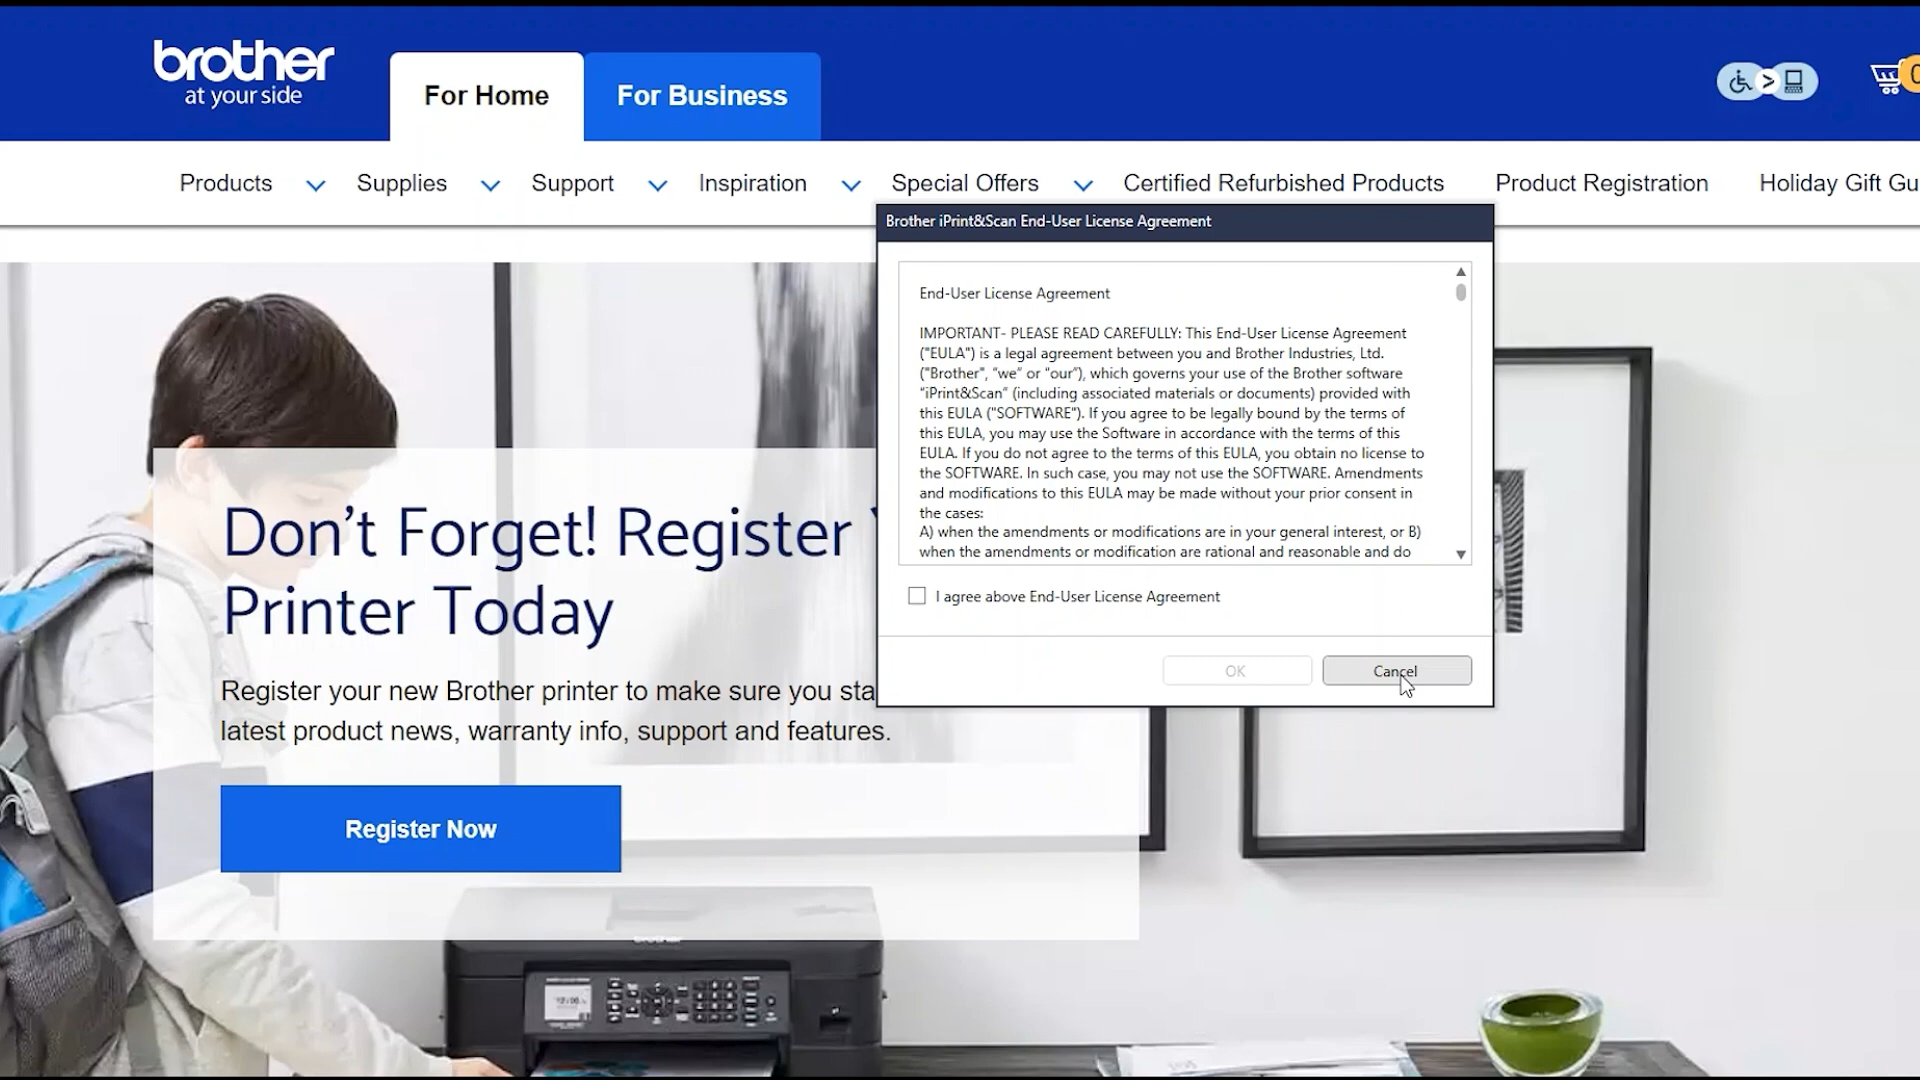 brother
at your side
For Home
For Business
Products
Supplies
Support
Inspiration
Special Offers
Certified Refurbished Products
Product Registration
Holiday Gift Gu
Brother iPrint&Scan End-User License Agreement
End-User License Agreement
IMPORTANT- PLEASE READ CAREFULLY: This End-User License Agreement
("EULA") is a legal agreement between you and Brother Industries, Ltd.
("Brother", “we” or “our”), which governs your use of the Brother software
“iPrint&Scan” (including associated materials or documents) provided with
this EULA ("SOFTWARE"). If you agree to be legally bound by the terms of
this EULA, you may use the Software in accordance with the terms of this
EULA. If you do not agree to the terms of this EULA, you obtain no license to
the SOFTWARE. In such case, you may not use the SOFTWARE. Amendments
and modifications to this EULA may be made without your prior consent in
the cases:
A) when the amendments or modifications are in your general interest, or B)
when the amendments or modification are rational and reasonable and do
I agree above End-User License Agreement
OK
Cancel
Don’t Forget! Register
Printer Today
Register your new Brother printer to make sure you sta
latest product news, warranty info, support and features.
Register Now
brother